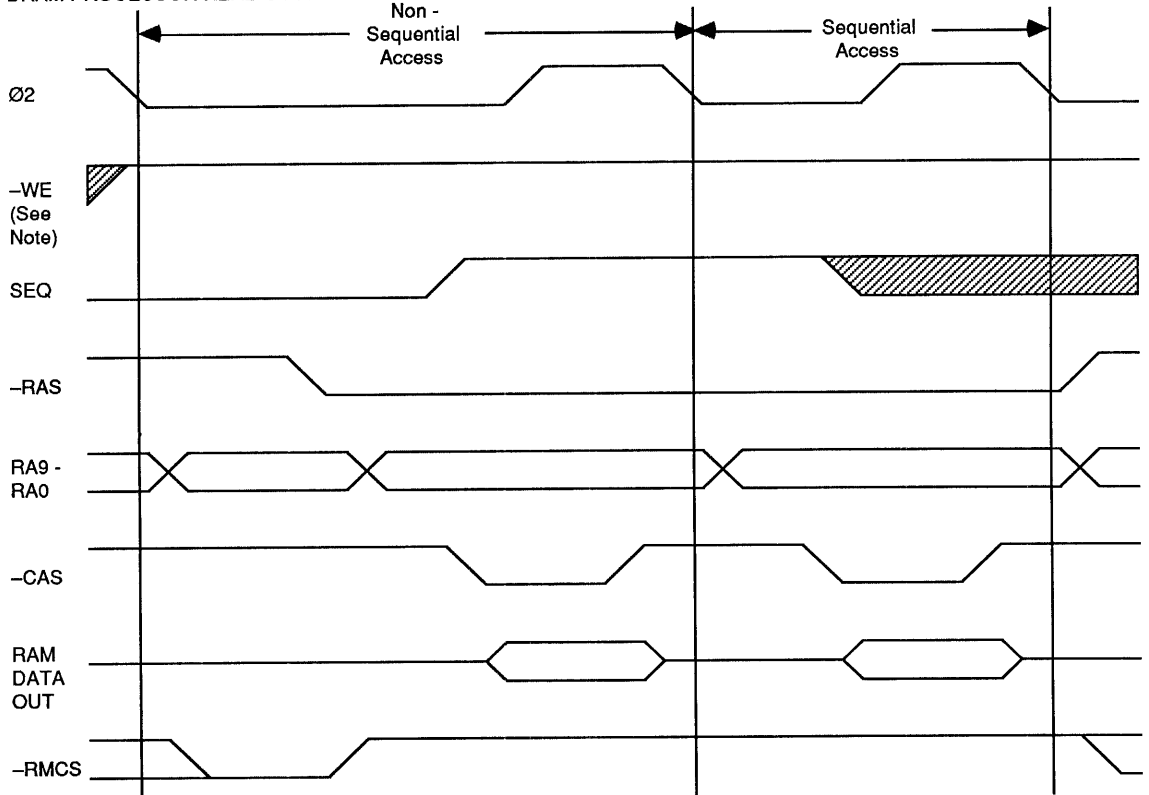 Non -
Sequential
Access
Sequential
Access
Ø2
–WE
(See
Note)
SEQ
–RAS
RA9 -
RA0
–CAS
RAM
DATA
OUT
–RMCS